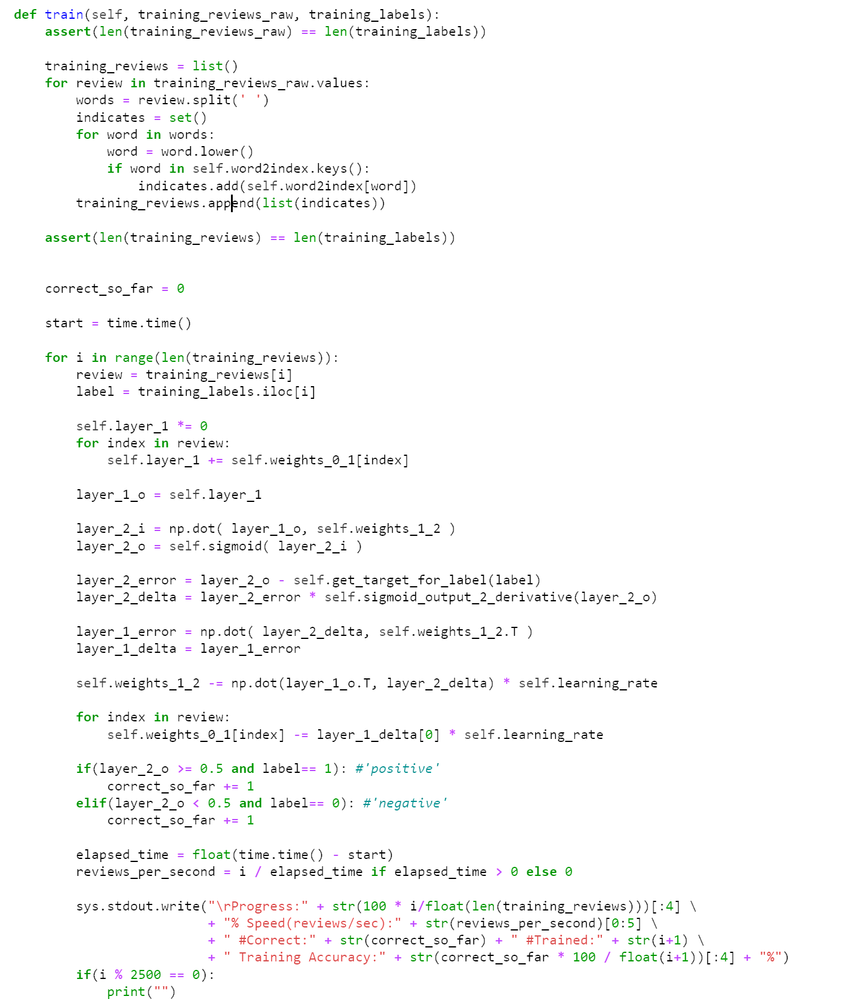 def train(self, training_reviews_raw, training_labels):
    assert(len(training_reviews_raw) == len(training_labels))

    training_reviews = list()
    for review in training_reviews_raw.values:
        words = review.split(' ')
        indicates = set()
        for word in words:
            word = word.lower()
            if word in self.word2index.keys():
                indicates.add(self.word2index[word])
        training_reviews.append(list(indicates))

    assert(len(training_reviews) == len(training_labels))

    correct_so_far = 0

    start = time.time()

    for i in range(len(training_reviews)):
        review = training_reviews[i]
        label = training_labels.iloc[i]

        self.layer_1 *= 0
        for index in review:
            self.layer_1 += self.weights_0_1[index]

        layer_1_o = self.layer_1

        layer_2_i = np.dot( layer_1_o, self.weights_1_2 )
        layer_2_o = self.sigmoid( layer_2_i )

        layer_2_error = layer_2_o - self.get_target_for_label(label)
        layer_2_delta = layer_2_error * self.sigmoid_output_2_derivative(layer_2_o)

        layer_1_error = np.dot( layer_2_delta, self.weights_1_2.T )
        layer_1_delta = layer_1_error

        self.weights_1_2 -= np.dot(layer_1_o.T, layer_2_delta) * self.learning_rate

        for index in review:
            self.weights_0_1[index] -= layer_1_delta[0] * self.learning_rate

        if(layer_2_o >= 0.5 and label== 1): #'positive'
            correct_so_far += 1
        elif(layer_2_o < 0.5 and label== 0): #'negative'
            correct_so_far += 1

        elapsed_time = float(time.time() - start)
        reviews_per_second = i / elapsed_time if elapsed_time > 0 else 0

        sys.stdout.write("\rProgress:" + str(100 * i/float(len(training_reviews)))[:4] \
                         + "% Speed(reviews/sec):" + str(reviews_per_second)[0:5] \
                         + " #Correct:" + str(correct_so_far) + " #Trained:" + str(i+1) \
                         + " Training Accuracy:" + str(correct_so_far * 100 / float(i+1))[:4] + "%")
        if(i % 2500 == 0):
            print("")